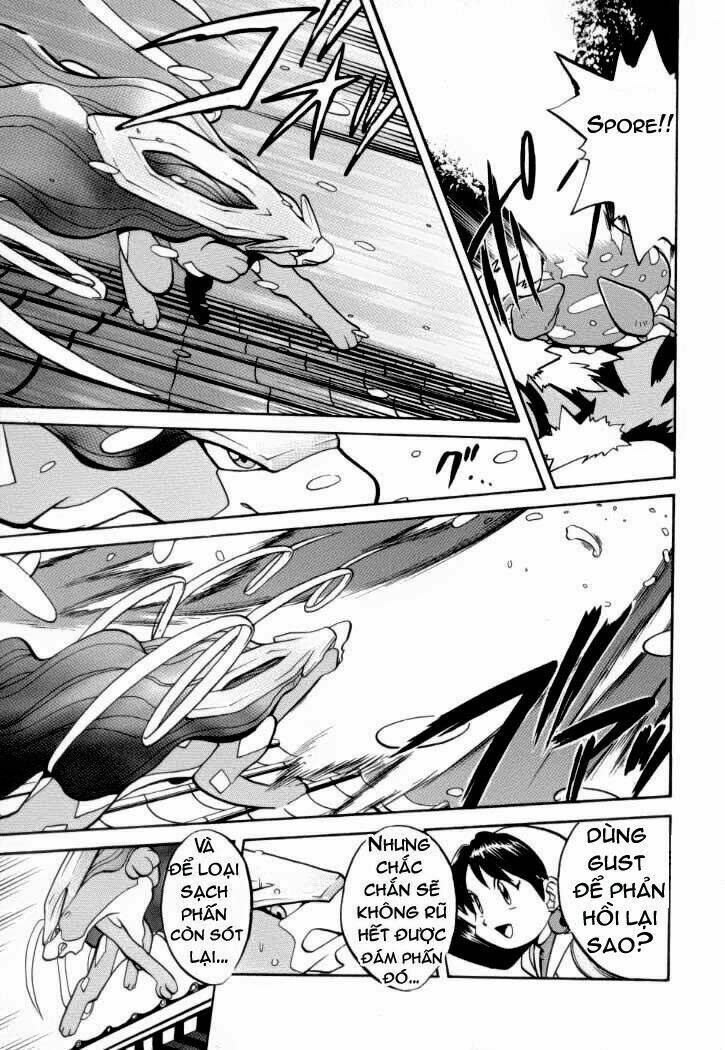 SPORE!!
グ...
DÙNG
GUST
ĐỂ PHẢN
HỒI LẠI
SAO?
NHƯNG
CHẮC
CHẮN SẼ
KHÔNG RŨ
HẾT ĐƯỢC
ĐÁM PHẤN
ĐÓ...
VÀ
ĐỂ LOẠI
SẠCH
PHẤN
CÒN SÓT
LẠI...